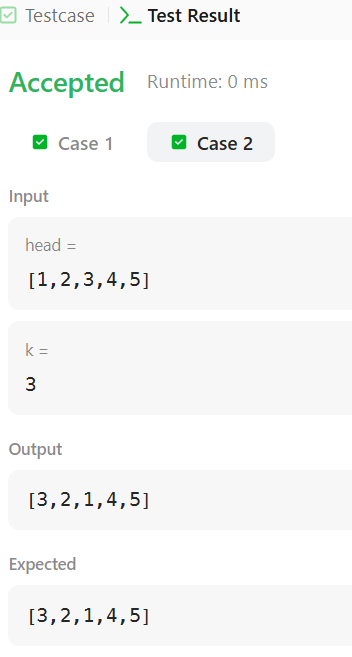 Testcase
Test Result
Accepted
Runtime: 0 ms
Case 1
Case 2
Input
head =
[1,2,3,4,5]
k =
3
Output
[3,2,1,4,5]
Expected
[3,2,1,4,5]